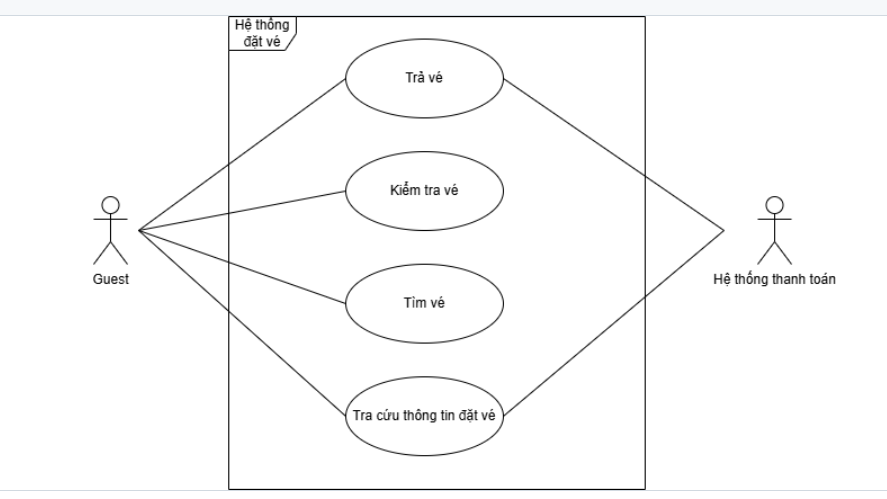 Hệ thống
đặt vé
Trả vé
Kiểm tra vé
Guest
Hệ thống thanh toán
Tìm vé
Tra cứu thông tin đặt vé